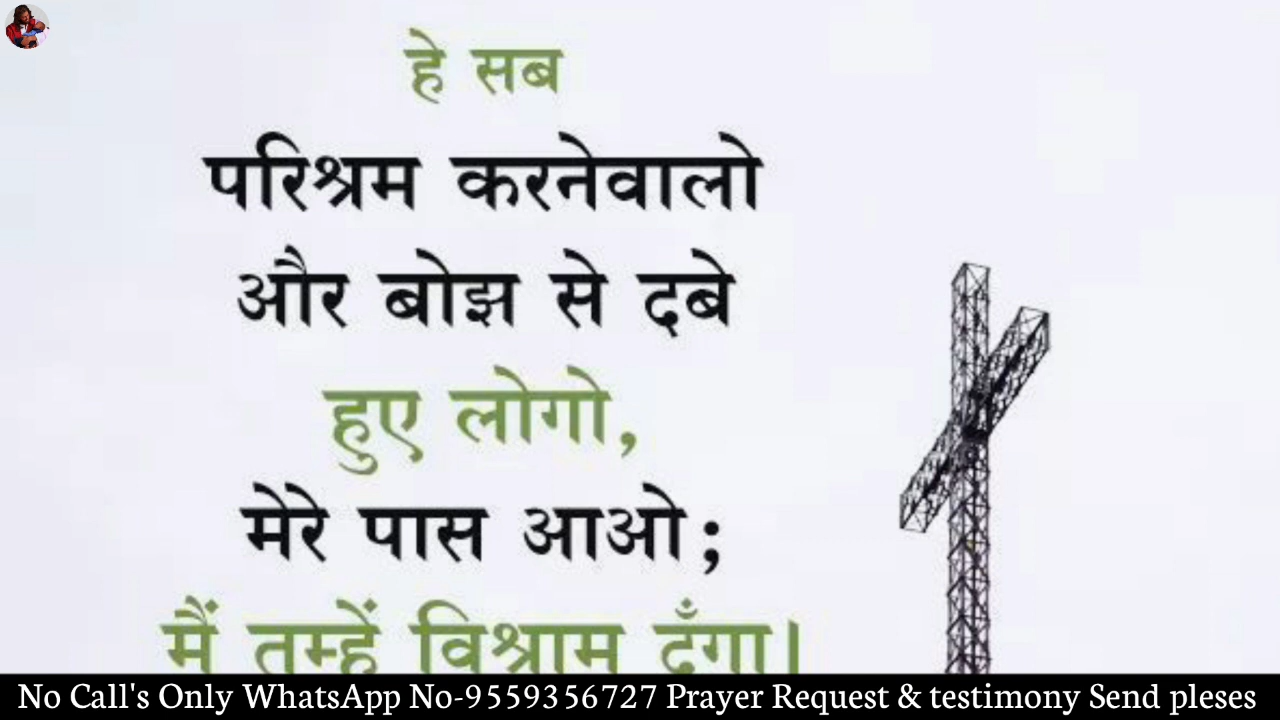 हे सब
परिश्रम करनेवालो
और बोझ से दबे
हुए लोगो,
मेरे पास आओ;
मैं तुम्हें विश्राम दूँगा।
No Call's Only WhatsApp No-9559356727 Prayer Request & testimony Send pleses